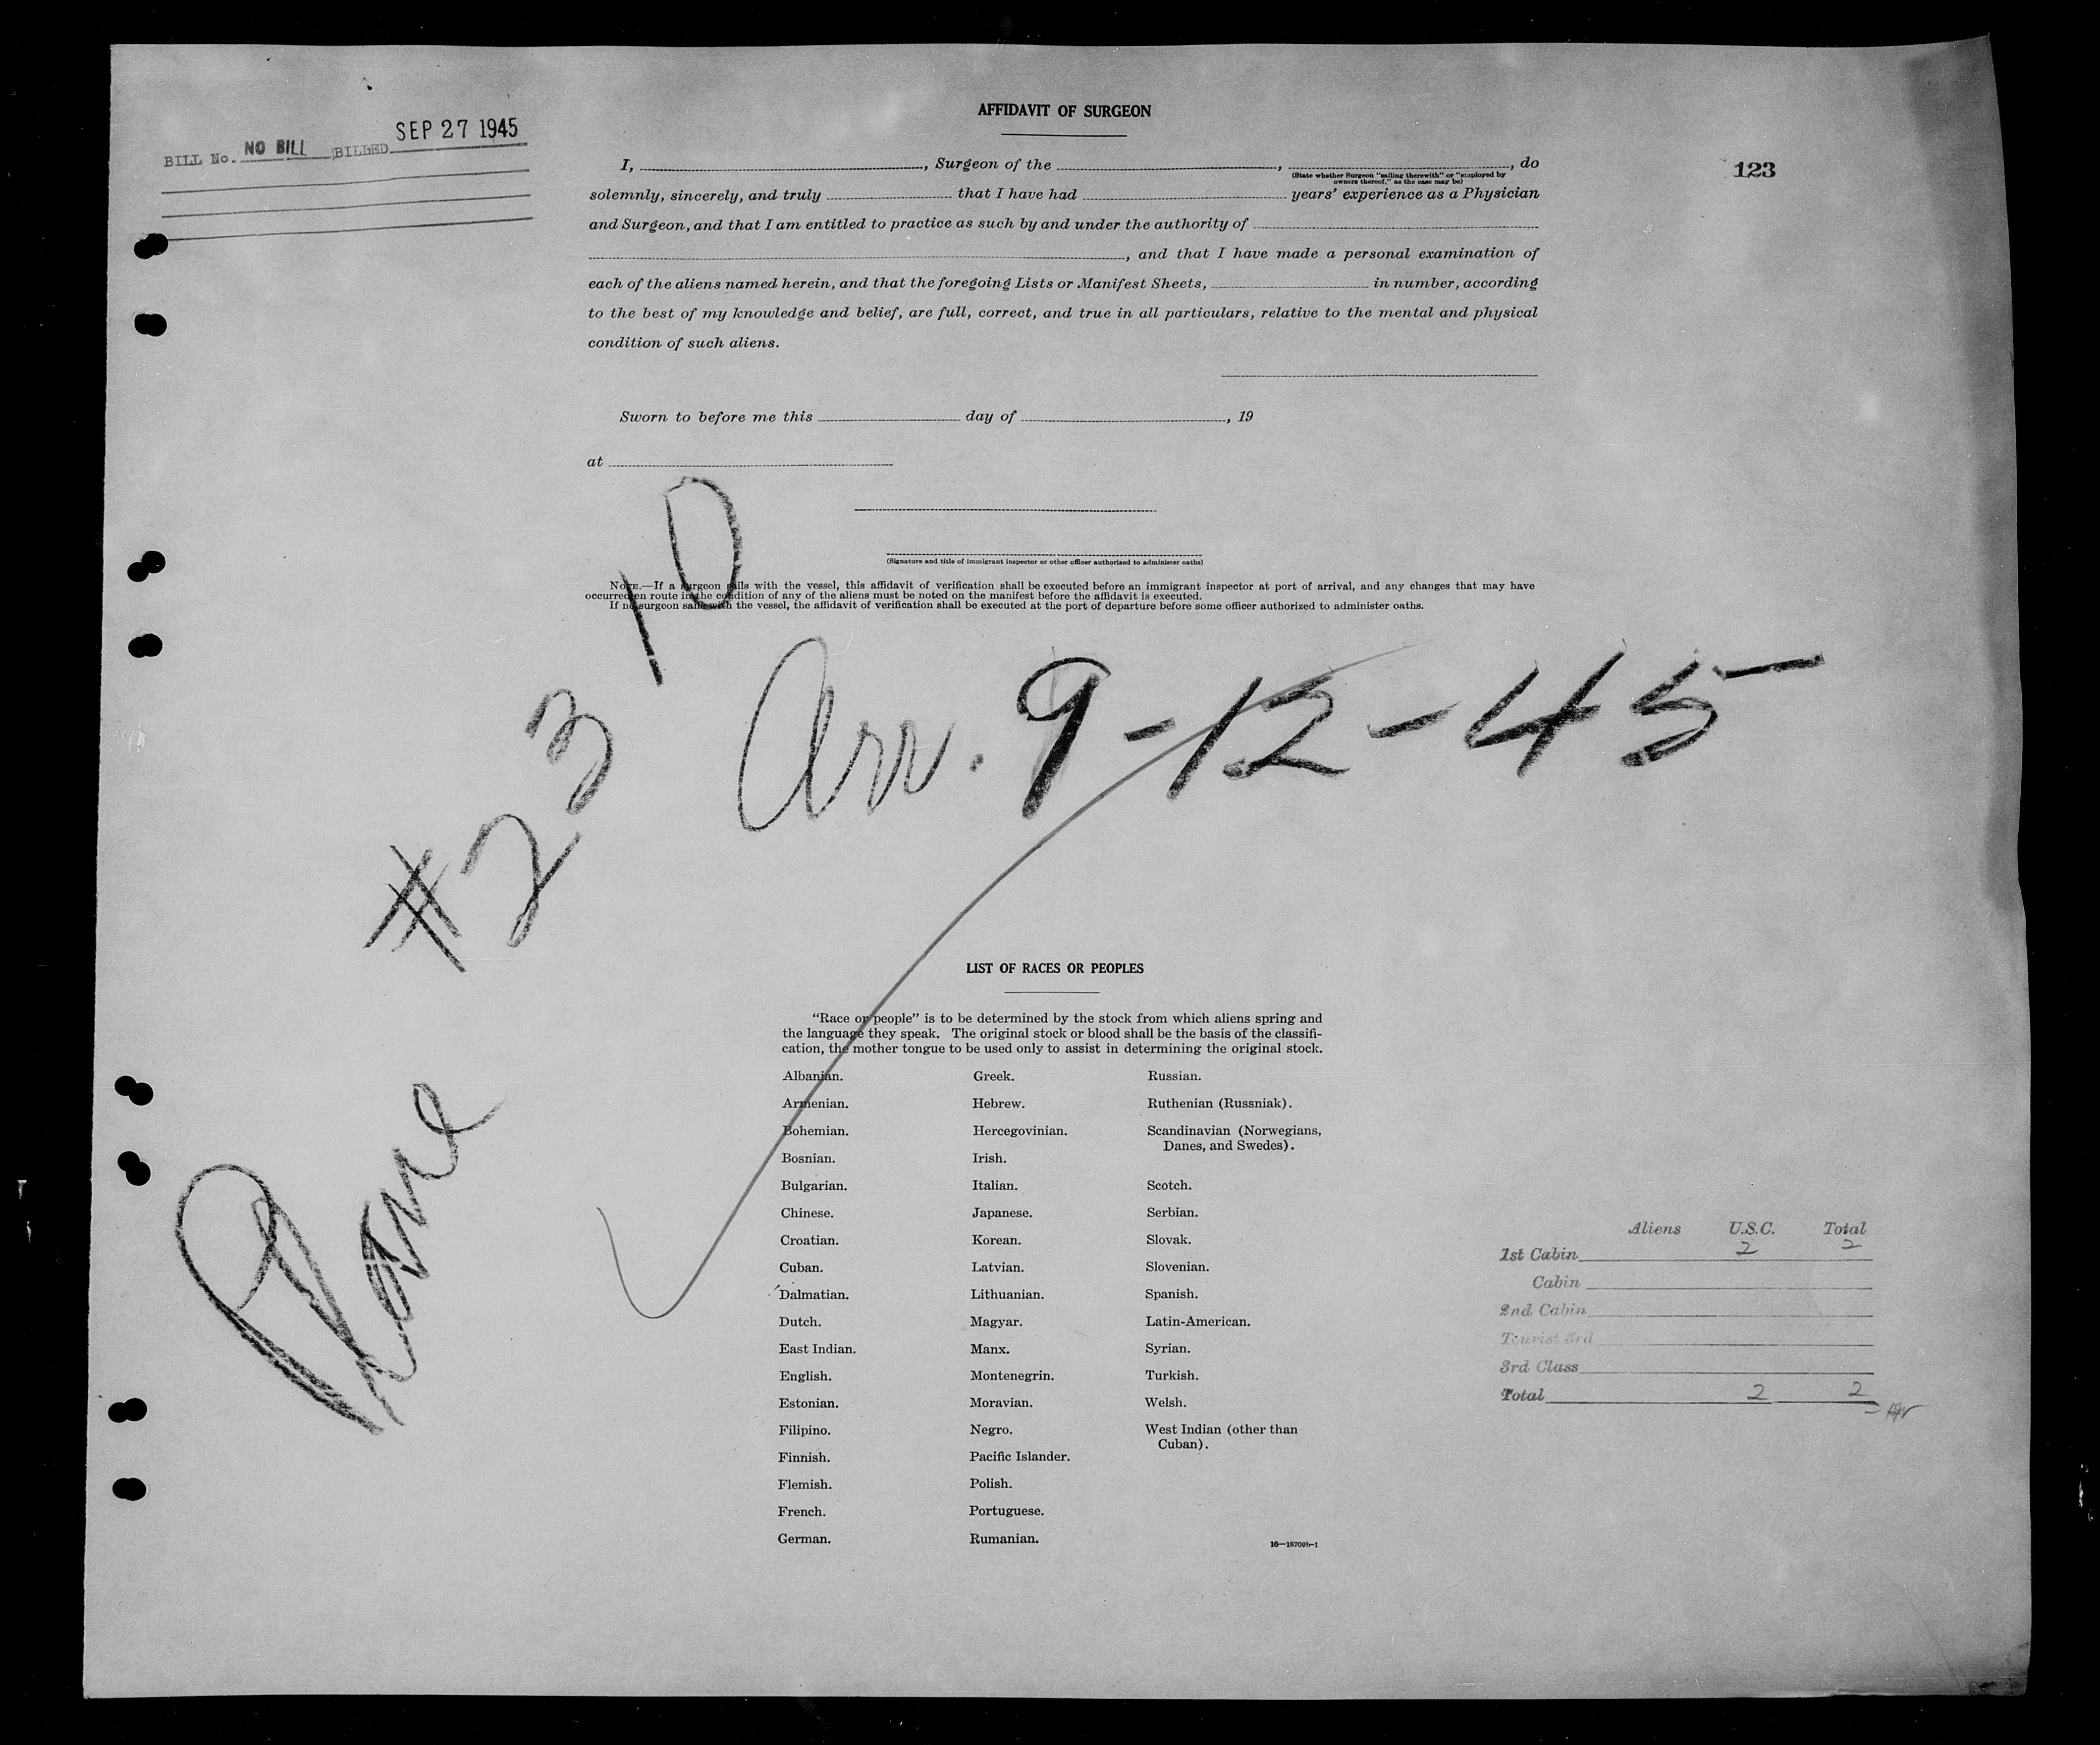 AFFIDAVIT OF SURGEON
SEP 27 1945
BILL No. NO BILL BILLED
123
I, , Surgeon of the , , do
(State whether Surgeon "sailing therewith" or "employed by
owners thereof," as the case may be)
solemnly, sincerely, and truly that I have had years' experience as a Physician
and Surgeon, and that I am entitled to practice as such by and under the authority of
, and that I have made a personal examination of
each of the aliens named herein, and that the foregoing Lists or Manifest Sheets, in number, according
to the best of my knowledge and belief, are full, correct, and true in all particulars, relative to the mental and physical
condition of such aliens.
Sworn to before me this day of , 19
at
(Signature and title of immigrant inspector or other officer authorized to administer oaths)
NOTE.—If a surgeon sails with the vessel, this affidavit of verification shall be executed before an immigrant inspector at port of arrival, and any changes that may have
occurred en route in the condition of any of the aliens must be noted on the manifest before the affidavit is executed.
If no surgeon sails with the vessel, the affidavit of verification shall be executed at the port of departure before some officer authorized to administer oaths.
Plane #2310
Arr. 9-12-45
LIST OF RACES OR PEOPLES
"Race or people" is to be determined by the stock from which aliens spring and
the language they speak. The original stock or blood shall be the basis of the classifi-
cation, the mother tongue to be used only to assist in determining the original stock.
Albanian.
Armenian.
Bohemian.
Bosnian.
Bulgarian.
Chinese.
Croatian.
Cuban.
Dalmatian.
Dutch.
East Indian.
English.
Estonian.
Filipino.
Finnish.
Flemish.
French.
German.
Greek.
Hebrew.
Hercegovinian.
Irish.
Italian.
Japanese.
Korean.
Latvian.
Lithuanian.
Magyar.
Manx.
Montenegrin.
Moravian.
Negro.
Pacific Islander.
Polish.
Portuguese.
Rumanian.
Russian.
Ruthenian (Russniak).
Scandinavian (Norwegians,
Danes, and Swedes).
Scotch.
Serbian.
Slovak.
Slovenian.
Spanish.
Latin-American.
Syrian.
Turkish.
Welsh.
West Indian (other than
Cuban).
16—18709b-1
Aliens U.S.C. Total
1st Cabin 2 2
Cabin
2nd Cabin
Tourist 3rd
3rd Class
Total 2 2